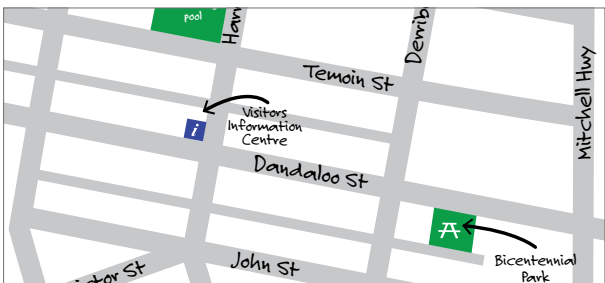 pool
Temoin St
Mitchell Hwy
i
Visitors
Information
Centre
Dandaloo St
Bicentennial
Park
John St